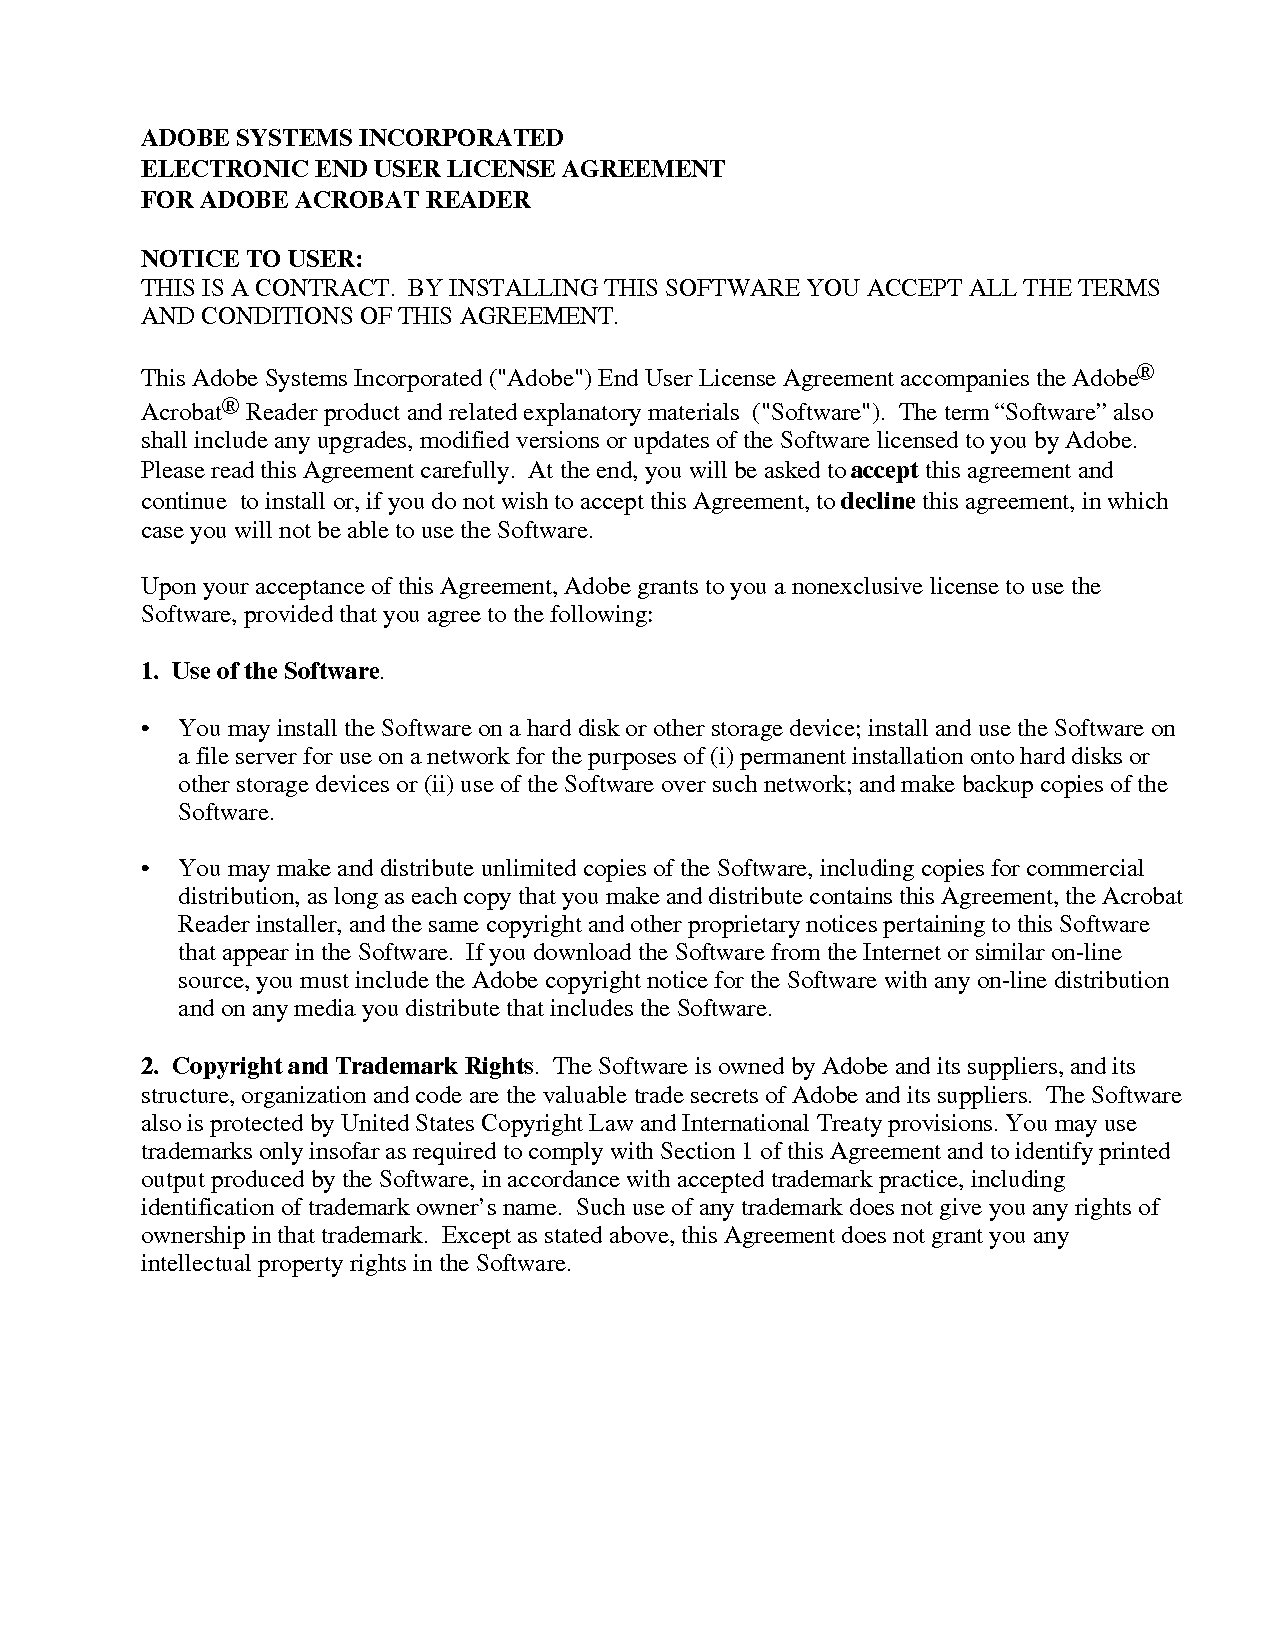 ADOBE SYSTEMS INCORPORATED
ELECTRONIC END USER LICENSE AGREEMENT
FOR ADOBE ACROBAT READER
NOTICE TO USER:
THIS IS A CONTRACT.  BY INSTALLING THIS SOFTWARE YOU ACCEPT ALL THE TERMS
AND CONDITIONS OF THIS AGREEMENT.
This Adobe Systems Incorporated ("Adobe") End User License Agreement accompanies the Adobe®
Acrobat® Reader product and related explanatory materials  ("Software").  The term “Software” also
shall include any upgrades, modified versions or updates of the Software licensed to you by Adobe.
Please read this Agreement carefully.  At the end, you will be asked to accept this agreement and
continue  to install or, if you do not wish to accept this Agreement, to decline this agreement, in which
case you will not be able to use the Software.
Upon your acceptance of this Agreement, Adobe grants to you a nonexclusive license to use the
Software, provided that you agree to the following:
1.  Use of the Software.
• You may install the Software on a hard disk or other storage device; install and use the Software on
a file server for use on a network for the purposes of (i) permanent installation onto hard disks or
other storage devices or (ii) use of the Software over such network; and make backup copies of the
Software.
• You may make and distribute unlimited copies of the Software, including copies for commercial
distribution, as long as each copy that you make and distribute contains this Agreement, the Acrobat
Reader installer, and the same copyright and other proprietary notices pertaining to this Software
that appear in the Software.  If you download the Software from the Internet or similar on-line
source, you must include the Adobe copyright notice for the Software with any on-line distribution
and on any media you distribute that includes the Software.
2.  Copyright and Trademark Rights.  The Software is owned by Adobe and its suppliers, and its
structure, organization and code are the valuable trade secrets of Adobe and its suppliers.  The Software
also is protected by United States Copyright Law and International Treaty provisions. You may use
trademarks only insofar as required to comply with Section 1 of this Agreement and to identify printed
output produced by the Software, in accordance with accepted trademark practice, including
identification of trademark owner’s name.  Such use of any trademark does not give you any rights of
ownership in that trademark.  Except as stated above, this Agreement does not grant you any
intellectual property rights in the Software.